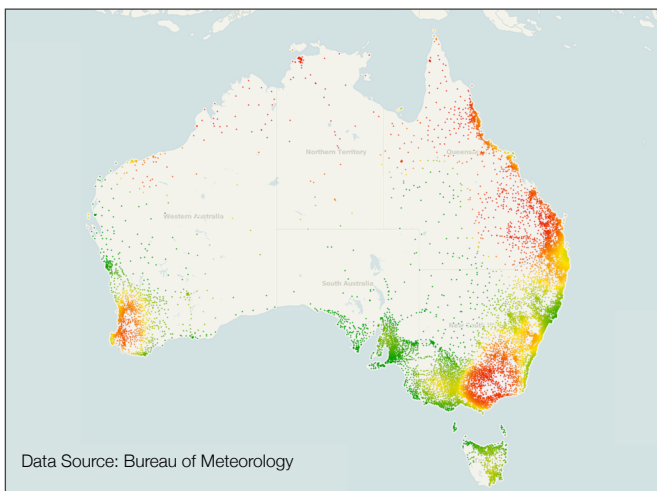 Northern Territory
Queensland
Western Australia
South Australia
Data Source: Bureau of Meteorology